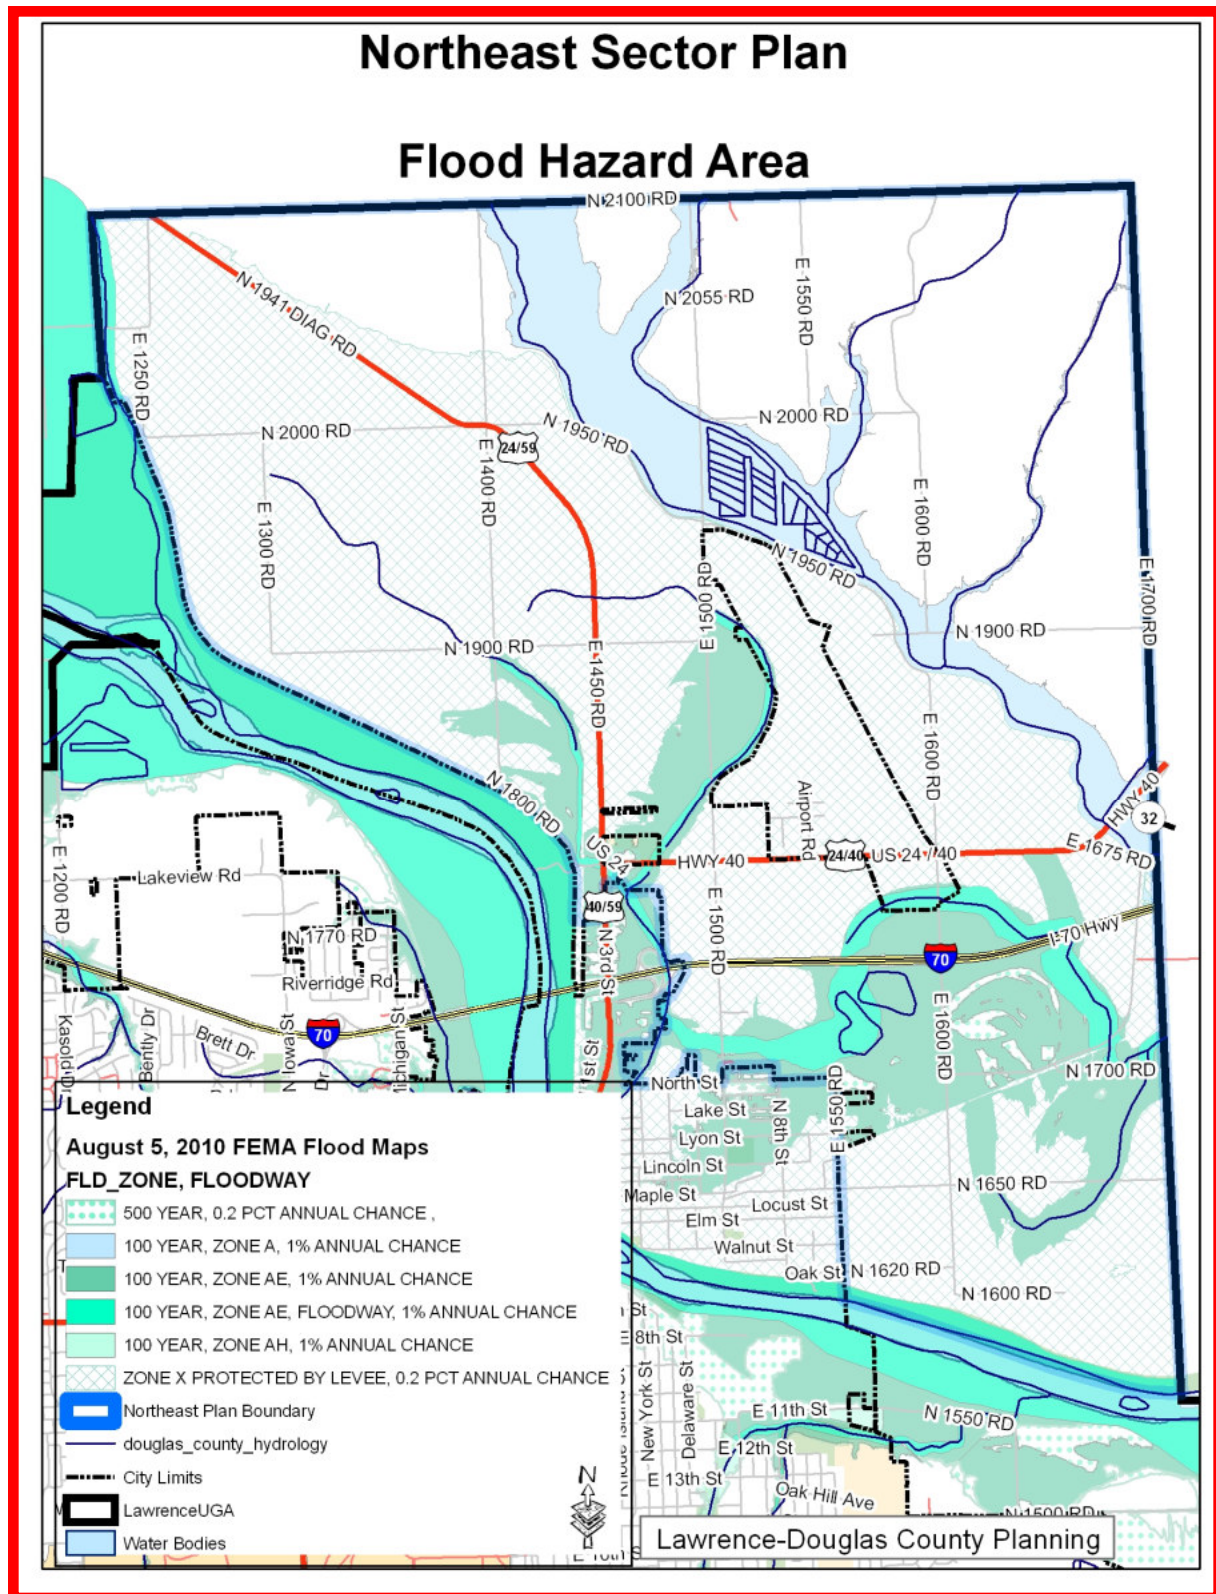 Northeast Sector Plan
Flood Hazard Area
N 2100 RD
N 1941 DIAG RD
N 2055 RD
E 1550 RD
E 1250 RD
N 2000 RD
N 1950 RD
N 2000 RD
24/59
E 1400 RD
E 1300 RD
E 1600 RD
N 1950 RD
E 1500 RD
E 1700 RD
N 1900 RD
N 1900 RD
E 1450 RD
E 1600 RD
N 1800 RD
Airport Rd
HWY 40
32
US 24
HWY 40
24/40
US 24 / 40
E 1675 RD
E 1200 RD
Lakeview Rd
40/59
N 3rd St
E 1500 RD
N 1770 RD
I-70 Hwy
70
Riverridge Rd
E 1600 RD
Kasold Dr
Peterson
Brett Dr
70
N Iowa St
N 1700 RD
North St
E 1550 RD
Lake St
N 8th St
Lyon St
Lincoln St
Maple St
Locust St
N 1650 RD
Elm St
Walnut St
Oak St
N 1620 RD
N 1600 RD
8th St
New York St
Delaware St
E 11th St
N 1550 RD
E 12th St
E 13th St
Oak Hill Ave
N 1500 RD
Legend
August 5, 2010 FEMA Flood Maps
FLD_ZONE, FLOODWAY
500 YEAR, 0.2 PCT ANNUAL CHANCE ,
100 YEAR, ZONE A, 1% ANNUAL CHANCE
100 YEAR, ZONE AE, 1% ANNUAL CHANCE
100 YEAR, ZONE AE, FLOODWAY, 1% ANNUAL CHANCE
100 YEAR, ZONE AH, 1% ANNUAL CHANCE
ZONE X PROTECTED BY LEVEE, 0.2 PCT ANNUAL CHANCE
Northeast Plan Boundary
douglas_county_hydrology
City Limits
LawrenceUGA
Water Bodies
N
Lawrence-Douglas County Planning